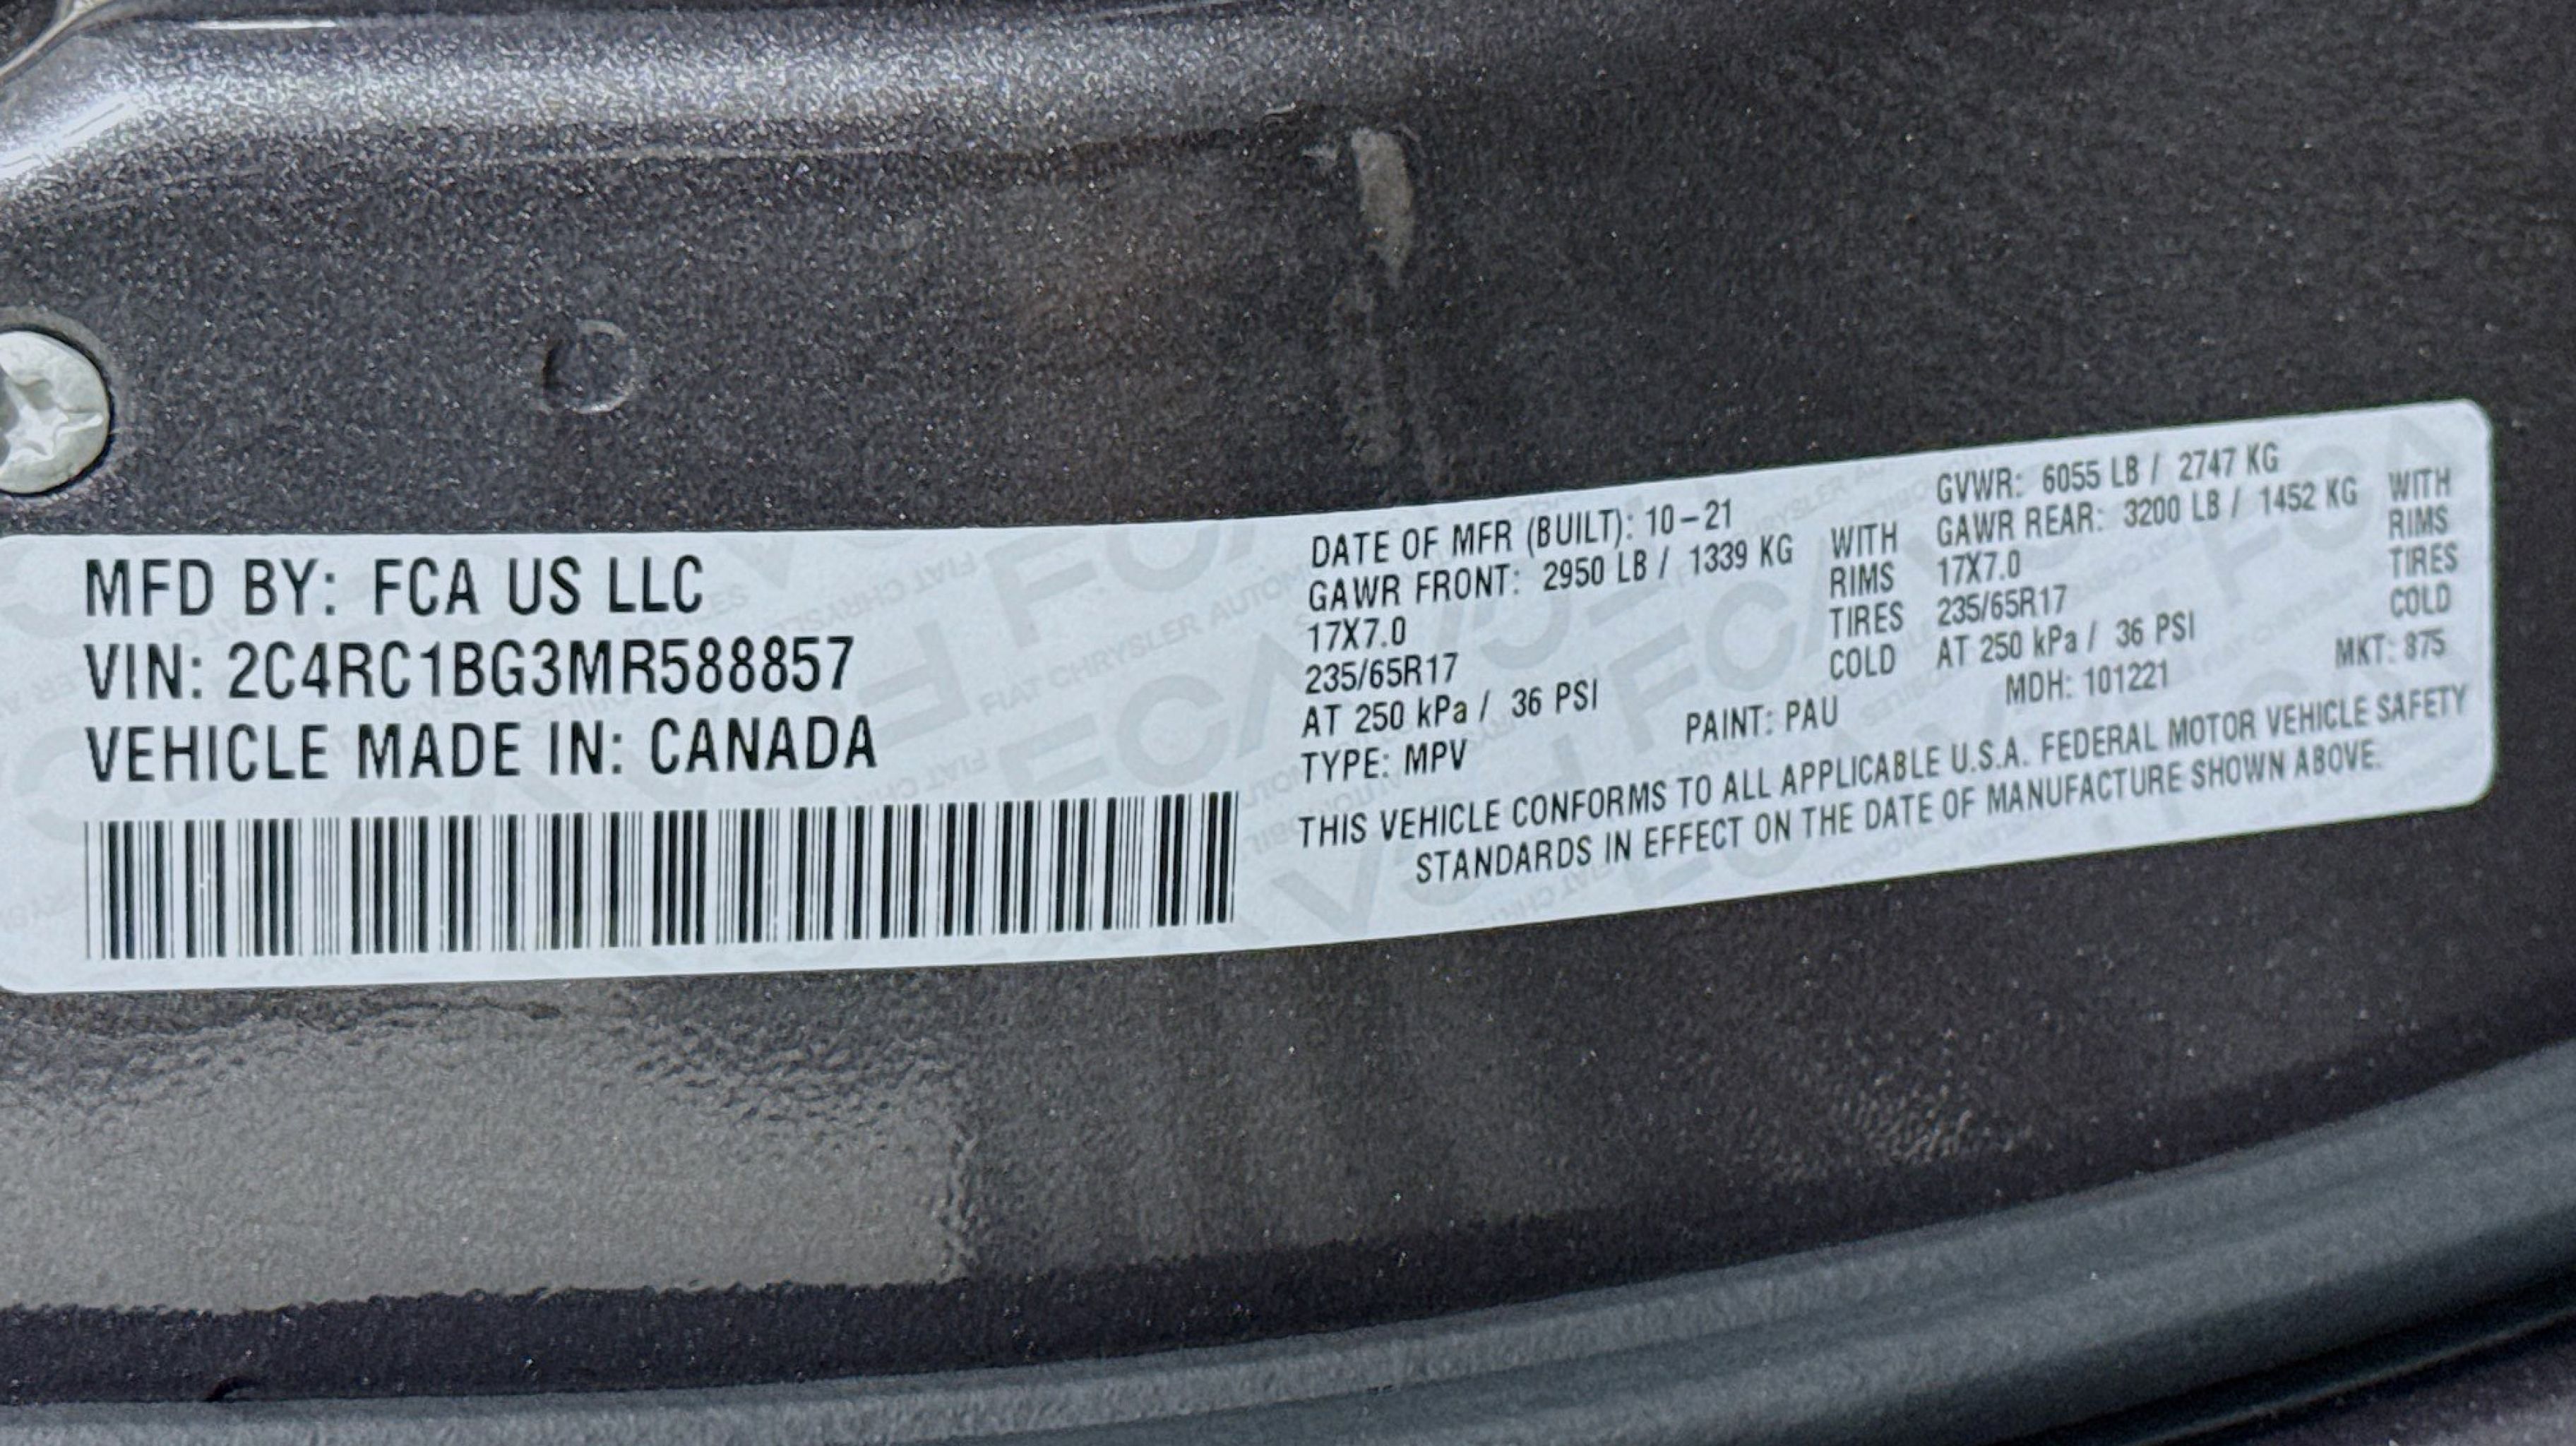 MFD BY: FCA US LLC
VIN: 2C4RC1BG3MR588857
VEHICLE MADE IN: CANADA
DATE OF MFR (BUILT): 10-21 GVWR: 6055 LB / 2747 KG
GAWR FRONT: 2950 LB / 1339 KG WITH GAWR REAR: 3200 LB / 1452 KG WITH
17X7.0 RIMS 17X7.0 RIMS
235/65R17 TIRES 235/65R17 TIRES
AT 250 kPa / 36 PSI COLD AT 250 kPa / 36 PSI COLD
TYPE: MPV PAINT: PAU MDH: 101221 MKT: 875
THIS VEHICLE CONFORMS TO ALL APPLICABLE U.S.A. FEDERAL MOTOR VEHICLE SAFETY
STANDARDS IN EFFECT ON THE DATE OF MANUFACTURE SHOWN ABOVE.